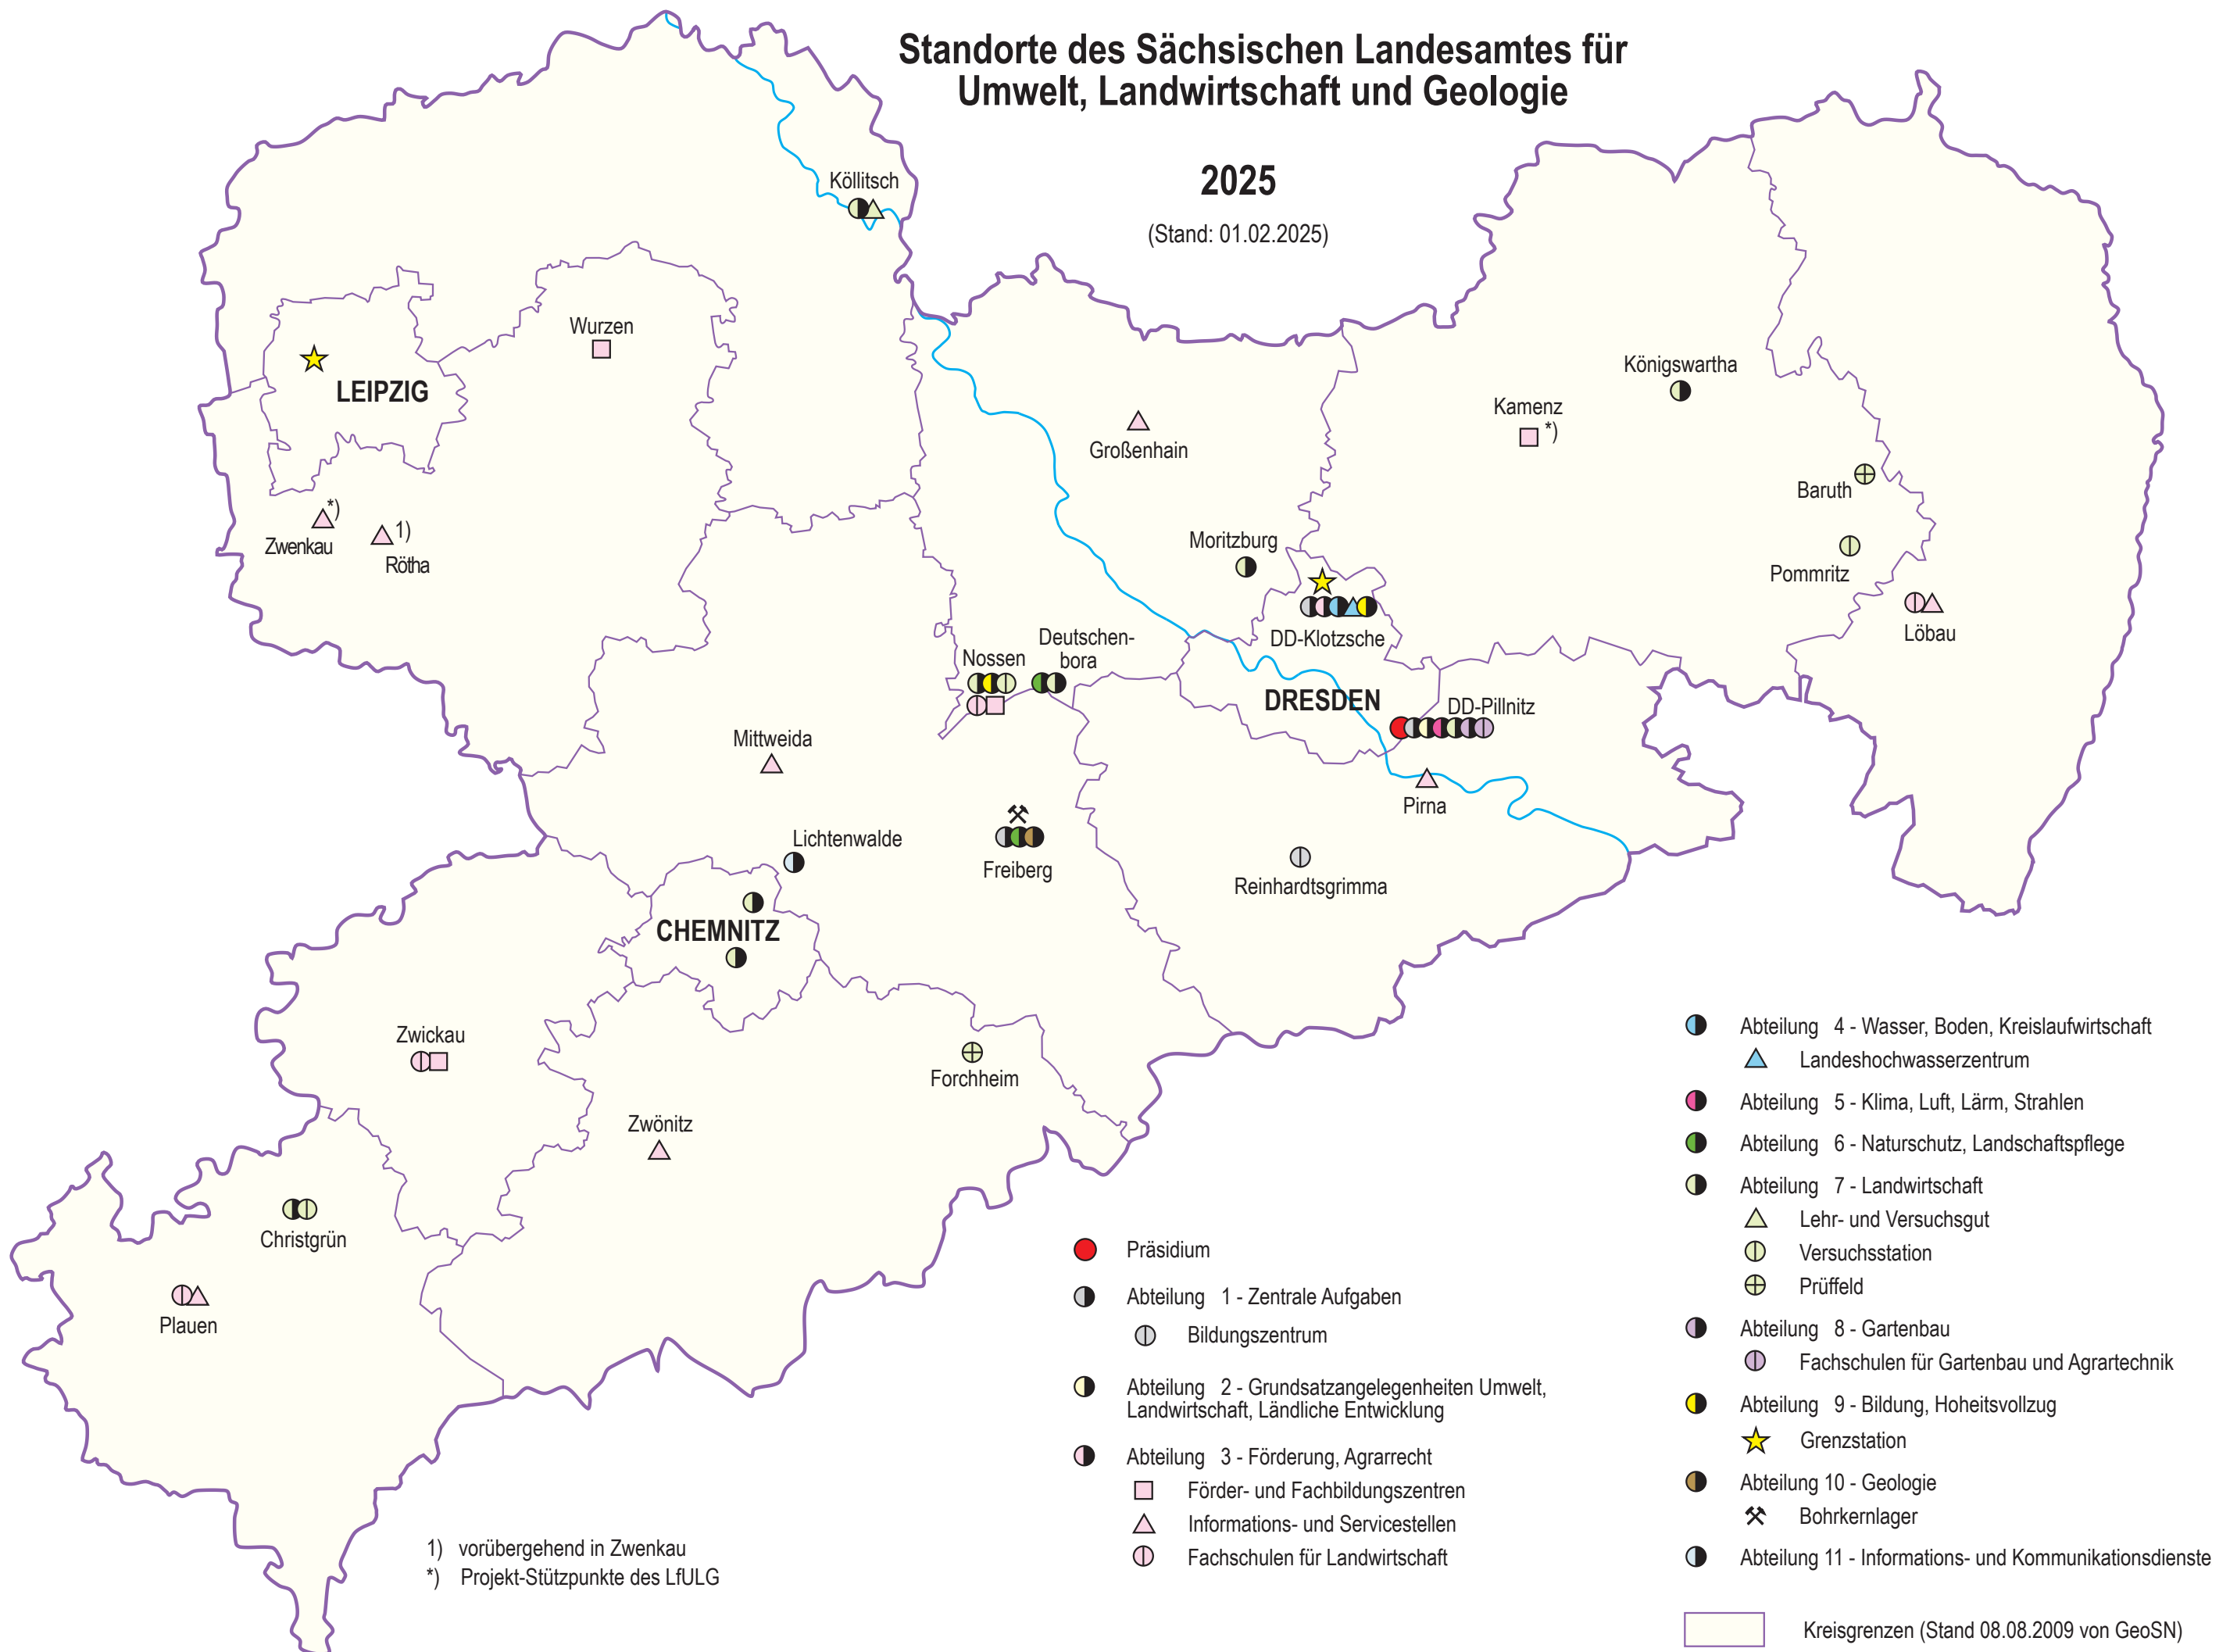 Standorte des Sächsischen Landesamtes für
Umwelt, Landwirtschaft und Geologie
2025
(Stand: 01.02.2025)
Köllitsch
Wurzen
LEIPZIG
Königswartha
Kamenz
*)
Großenhain
Baruth
*)
Zwenkau
1)
Rötha
Moritzburg
Pommritz
DD-Klotzsche
Löbau
Deutschen-
bora
Nossen
DRESDEN
DD-Pillnitz
Mittweida
Pirna
Lichtenwalde
Freiberg
Reinhardtsgrimma
CHEMNITZ
Zwickau
Forchheim
Zwönitz
Christgrün
Plauen
Präsidium
Abteilung 1 - Zentrale Aufgaben
Bildungszentrum
Abteilung 2 - Grundsatzangelegenheiten Umwelt,
Landwirtschaft, Ländliche Entwicklung
Abteilung 3 - Förderung, Agrarrecht
Förder- und Fachbildungszentren
Informations- und Servicestellen
Fachschulen für Landwirtschaft
Abteilung 4 - Wasser, Boden, Kreislaufwirtschaft
Landeshochwasserzentrum
Abteilung 5 - Klima, Luft, Lärm, Strahlen
Abteilung 6 - Naturschutz, Landschaftspflege
Abteilung 7 - Landwirtschaft
Lehr- und Versuchsgut
Versuchsstation
Prüffeld
Abteilung 8 - Gartenbau
Fachschulen für Gartenbau und Agrartechnik
Abteilung 9 - Bildung, Hoheitsvollzug
Grenzstation
Abteilung 10 - Geologie
Bohrkernlager
Abteilung 11 - Informations- und Kommunikationsdienste
Kreisgrenzen (Stand 08.08.2009 von GeoSN)
1) vorübergehend in Zwenkau
*) Projekt-Stützpunkte des LfULG